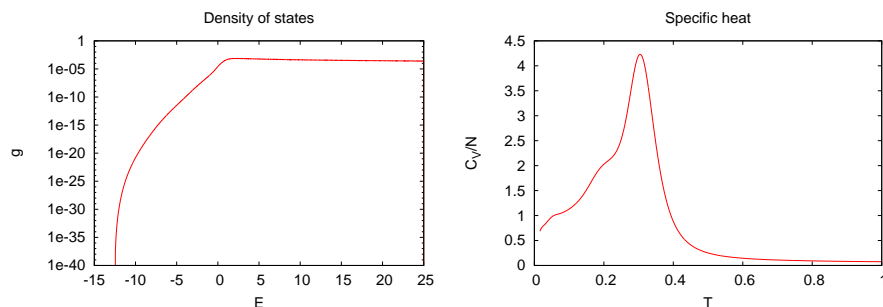 Density of states
1
1e-05
1e-10
1e-15
1e-20
1e-25
1e-30
1e-35
1e-40
g
-15 -10 -5 0 5 10 15 20 25
E
Specific heat
4.5
4
3.5
3
2.5
2
1.5
1
0.5
0
C_V/N
0 0.2 0.4 0.6 0.8 1
T